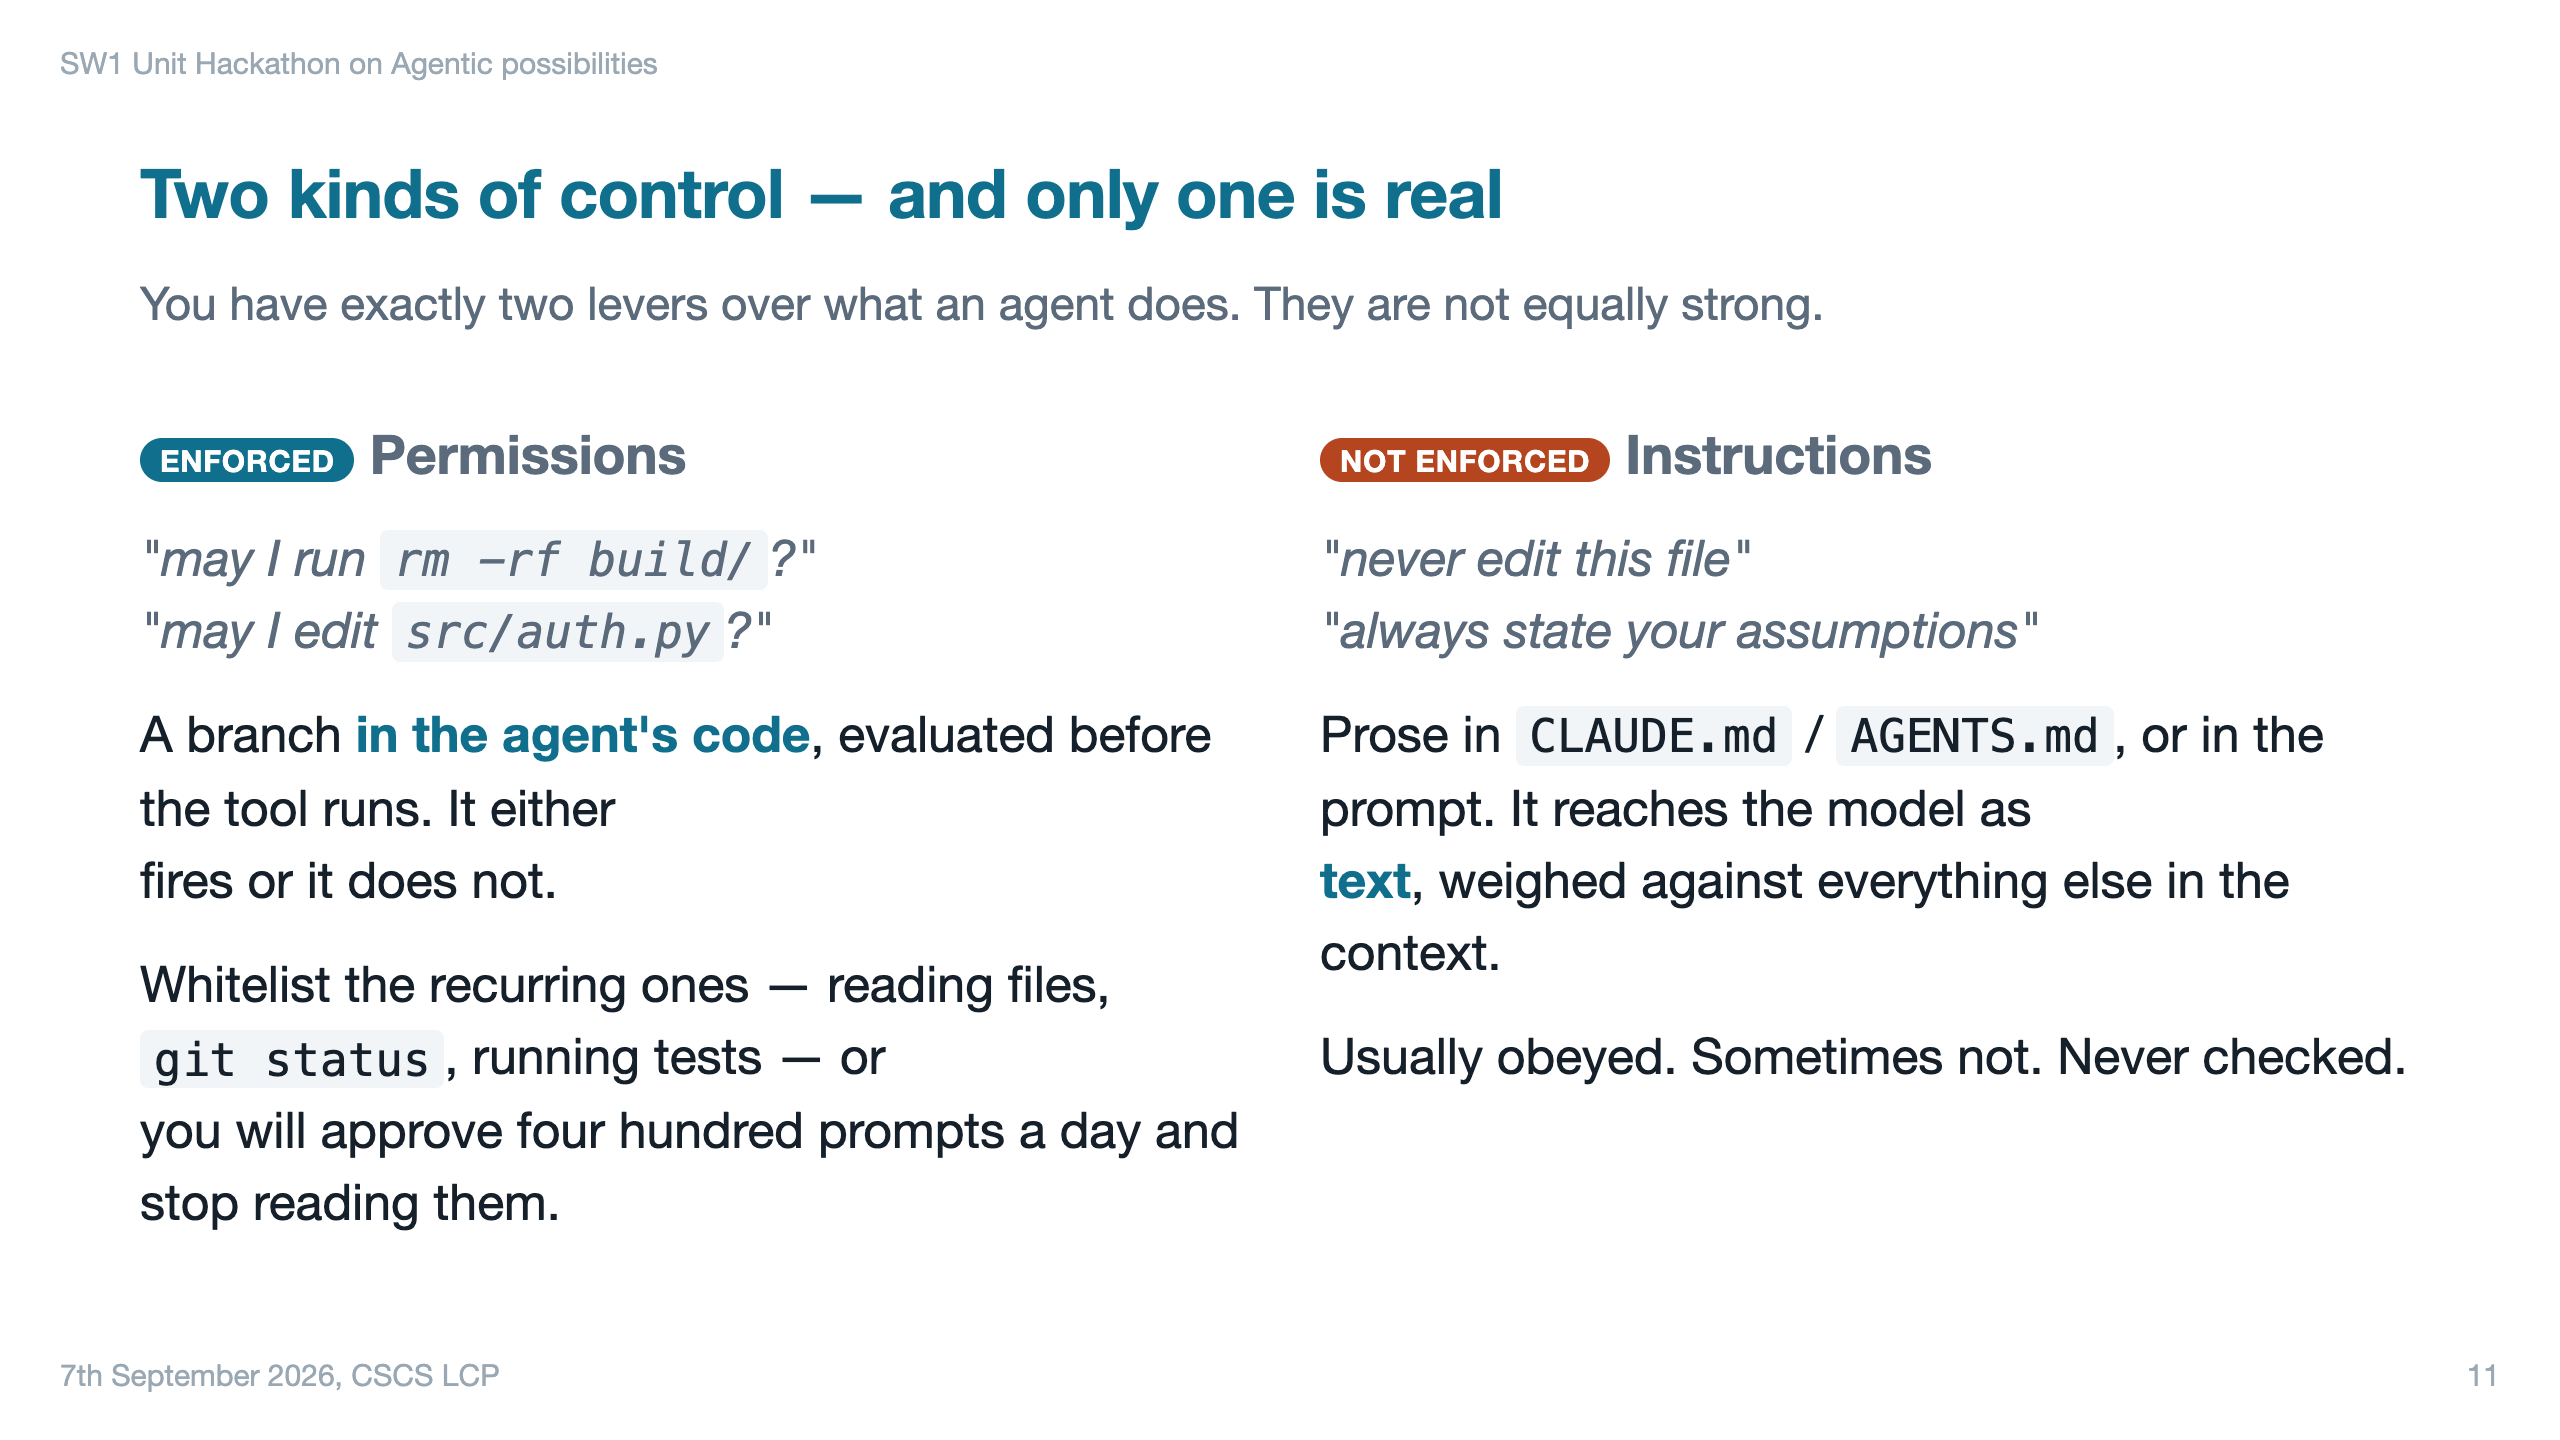 SW1 Unit Hackathon on Agentic possibilities
Two kinds of control — and only one is real
You have exactly two levers over what an agent does. They are not equally strong.
ENFORCED Permissions
"may I run rm -rf build/?"
"may I edit src/auth.py?"
A branch in the agent's code, evaluated before
the tool runs. It either
fires or it does not.
Whitelist the recurring ones — reading files,
git status, running tests — or
you will approve four hundred prompts a day and
stop reading them.
NOT ENFORCED Instructions
"never edit this file"
"always state your assumptions"
Prose in CLAUDE.md / AGENTS.md, or in the
prompt. It reaches the model as
text, weighed against everything else in the
context.
Usually obeyed. Sometimes not. Never checked.
7th September 2026, CSCS LCP
11